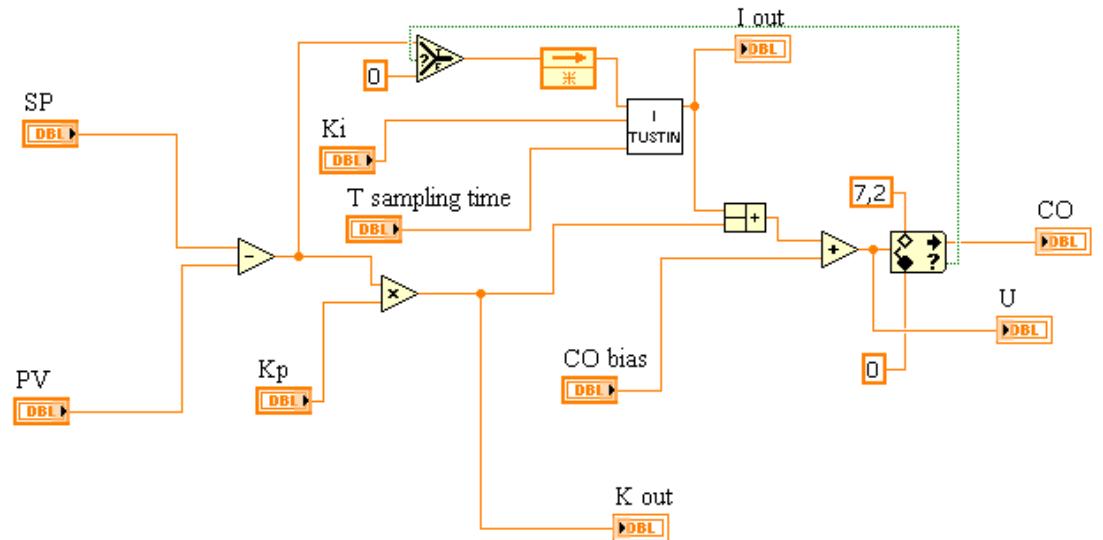 I out
DBL
0
SP
DBL
Ki
DBL
I
TUSTIN
T sampling time
DBL
7,2
CO
DBL
?
T
F
-
+
+
?
x
U
DBL
CO bias
DBL
0
PV
DBL
Kp
DBL
K out
DBL